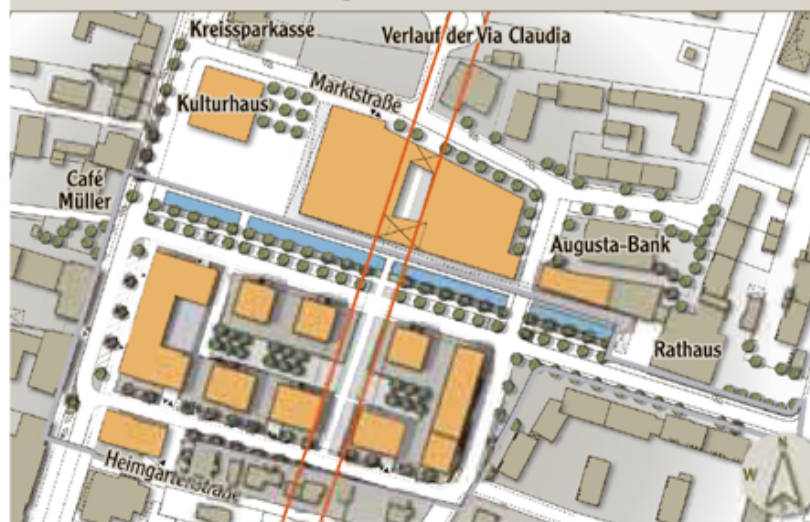 Kreissparkasse
Verlauf der Via Claudia
Marktstraße
Kulturhaus
Café
Müller
Augusta-Bank
Rathaus
Heimgartenstraße
N
W